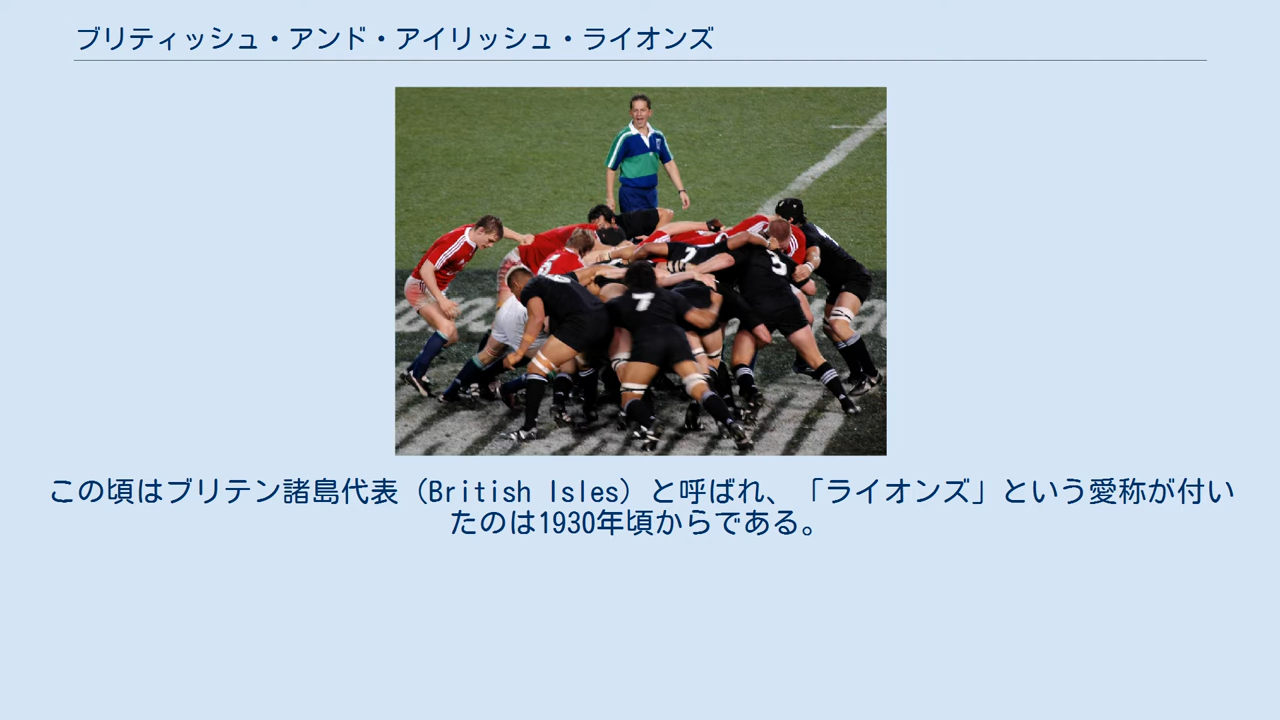 ブリティッシュ・アンド・アイリッシュ・ライオンズ
7
3
この頃はブリテン諸島代表（British Isles）と呼ばれ、「ライオンズ」という愛称が付い
たのは1930年頃からである。